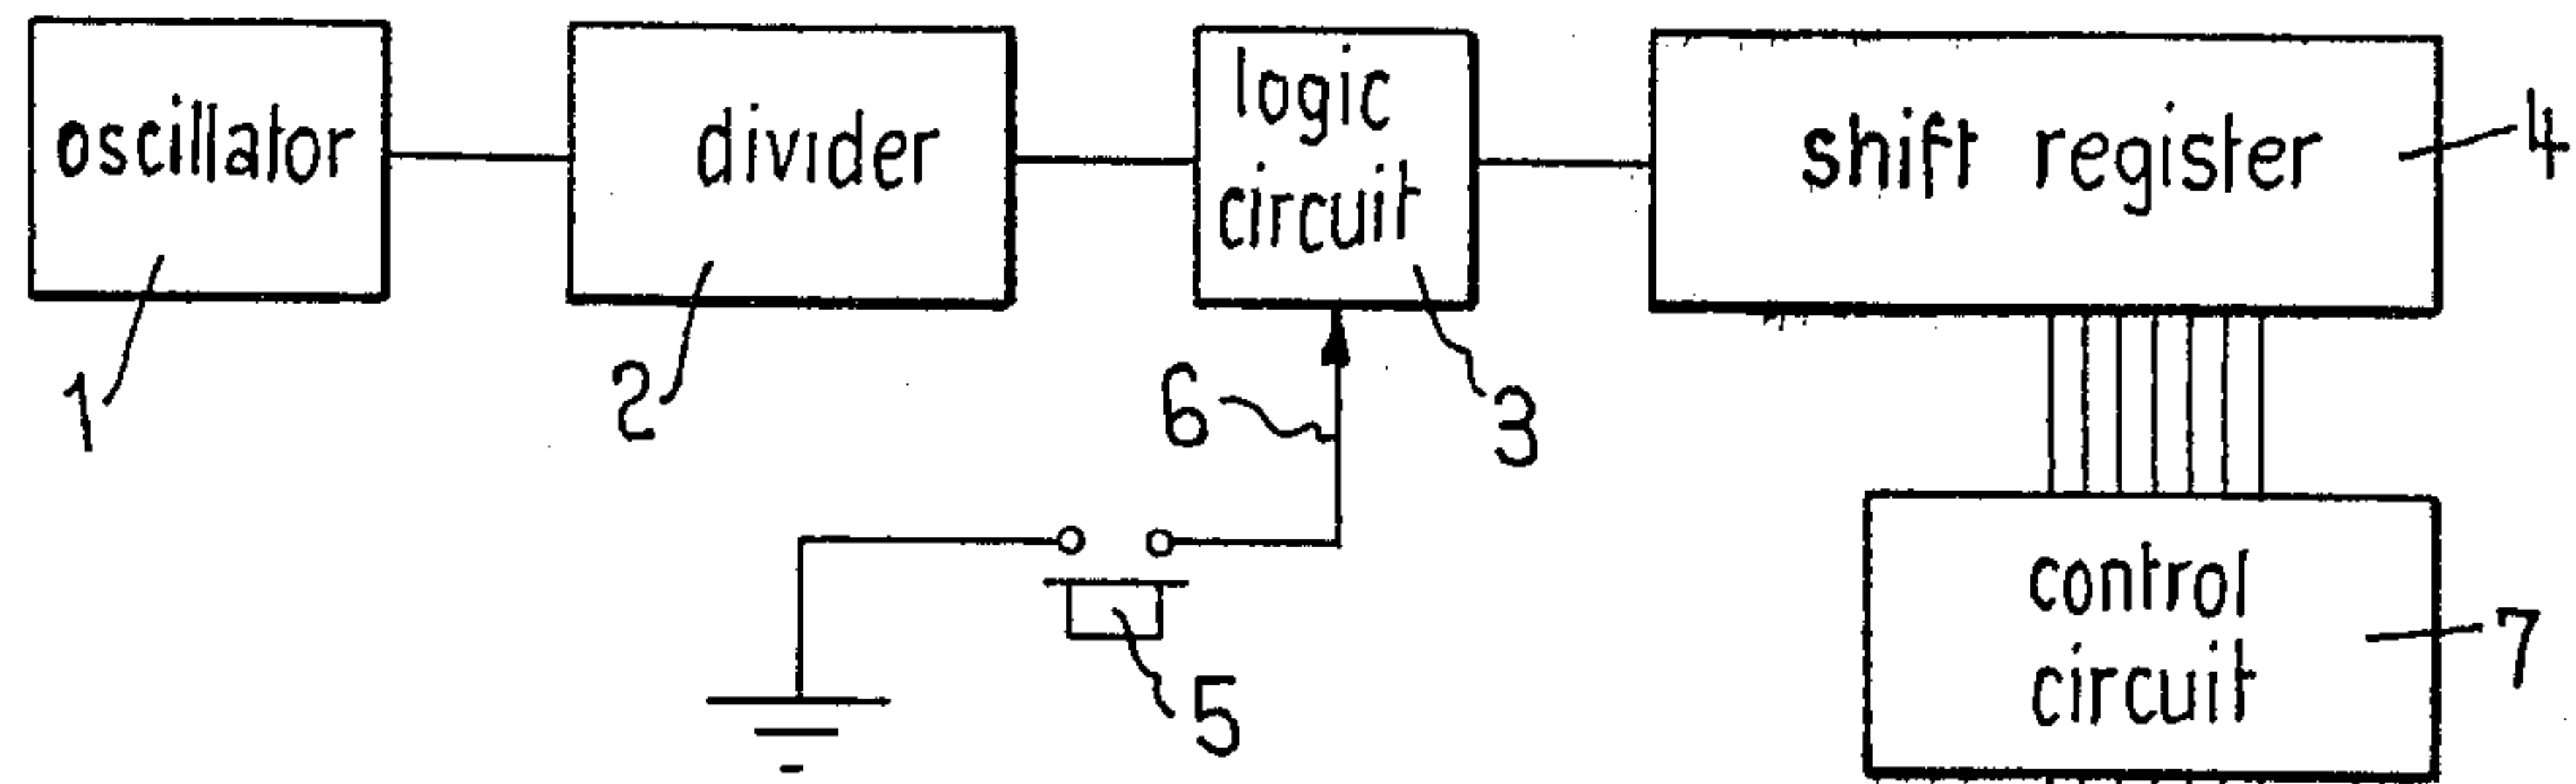 oscillator
divider
logic
circuit
shift register
4
1
2
6
3
control
circuit
7
5